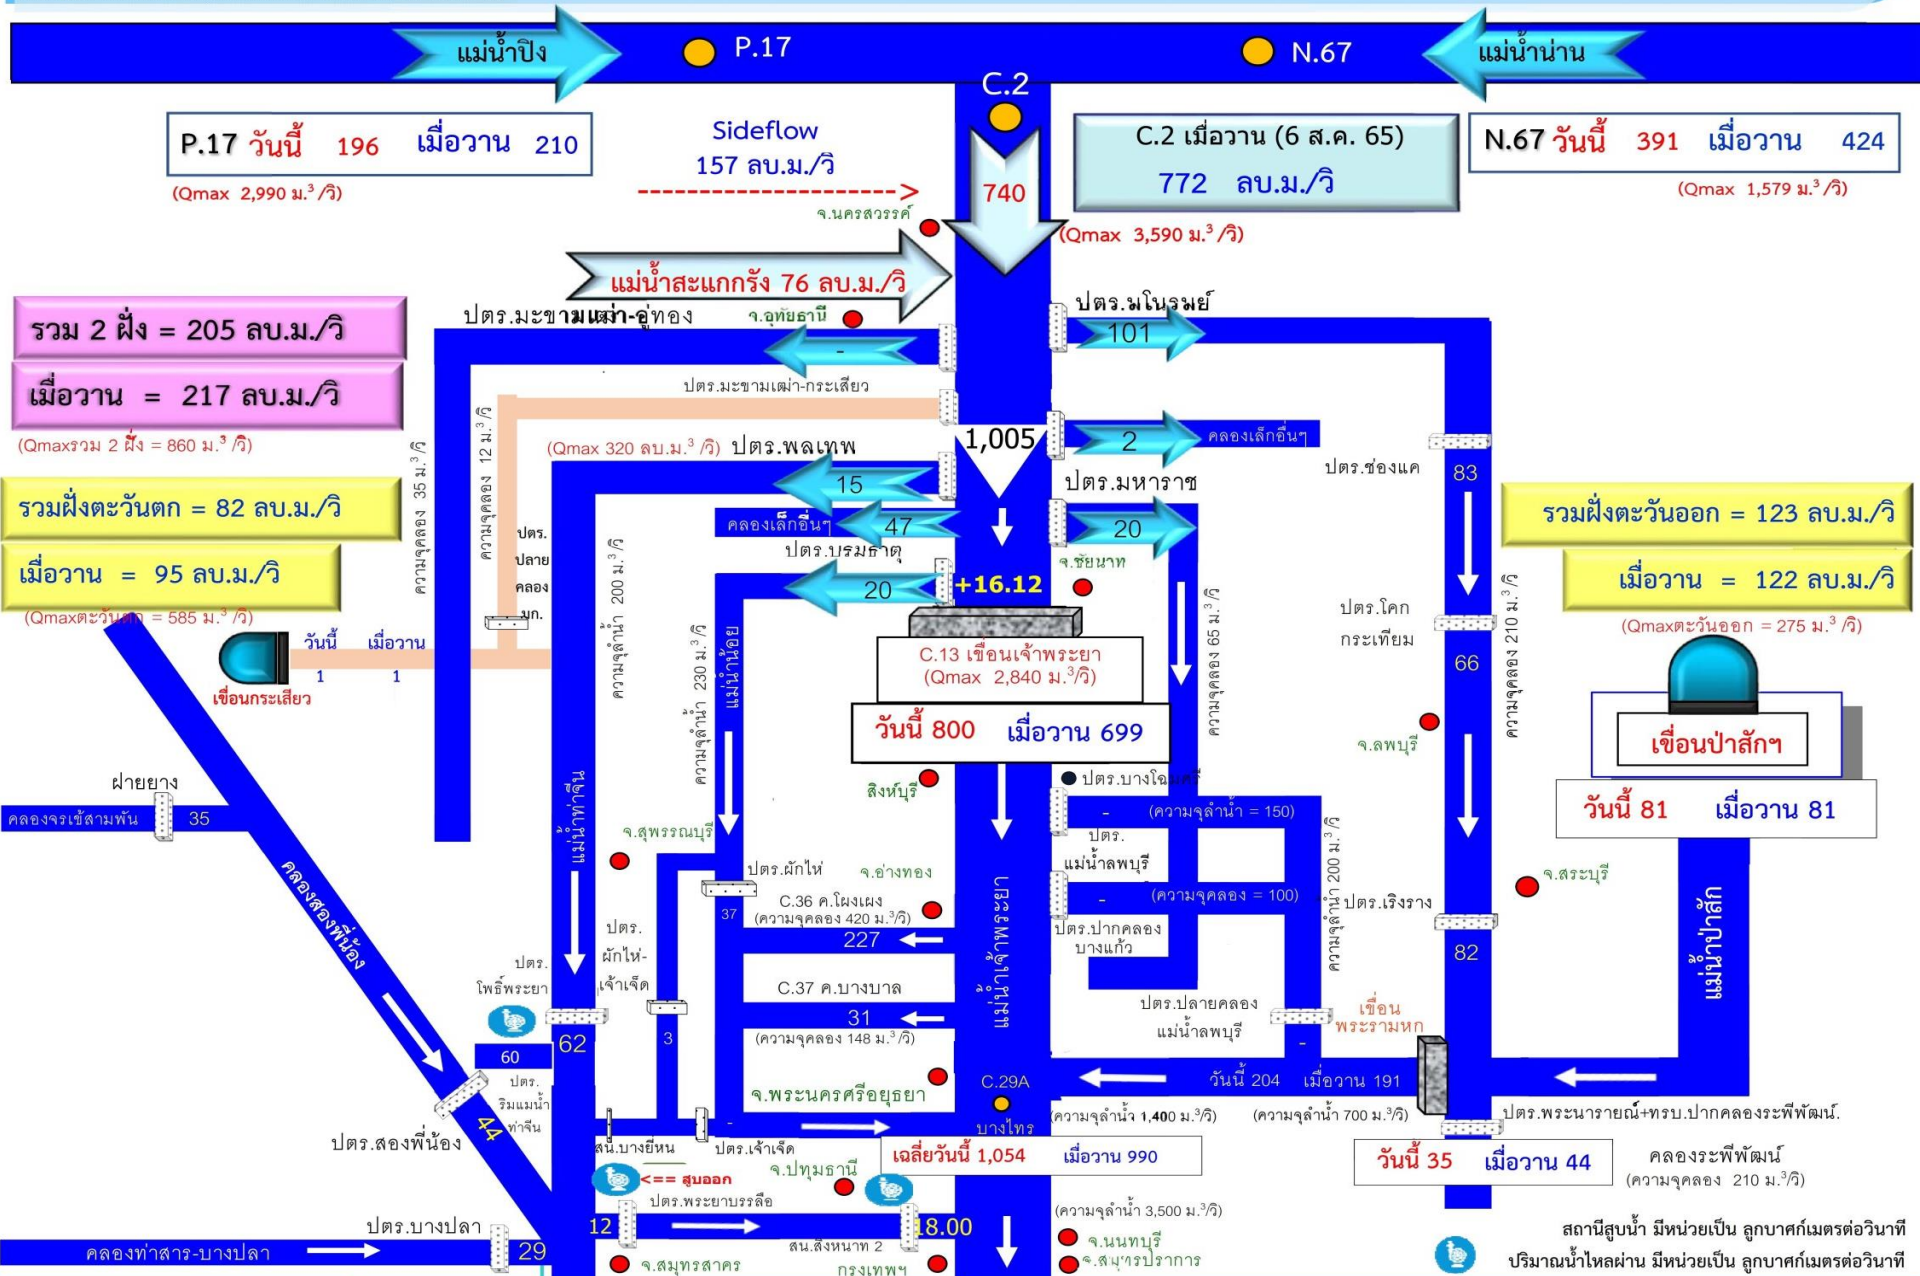 แม่น้ำปิง
P.17
C.2
N.67
แม่น้ำน่าน
P.17 วันนี้ 196 เมื่อวาน 210
(Qmax 2,990 ม.³/วิ)
Sideflow
157 ลบ.ม./วิ
740
C.2 เมื่อวาน (6 ส.ค. 65)
772 ลบ.ม./วิ
(Qmax 3,590 ม.³/วิ)
N.67 วันนี้ 391 เมื่อวาน 424
(Qmax 1,579 ม.³/วิ)
จ.นครสวรรค์
แม่น้ำสะแกกรัง 76 ลบ.ม./วิ
รวม 2 ฝั่ง = 205 ลบ.ม./วิ
เมื่อวาน = 217 ลบ.ม./วิ
(Qmaxรวม 2 ฝั่ง = 860 ม.³/วิ)
รวมฝั่งตะวันตก = 82 ลบ.ม./วิ
เมื่อวาน = 95 ลบ.ม./วิ
(Qmaxตะวันตก = 585 ม.³/วิ)
ปตร.มะขามเฒ่า-อู่ทอง
จ.อุทัยธานี
-
ปตร.มโนรมย์
101
ปตร.มะขามเฒ่า-กระเสียว
ความจุคลอง 35 ม.³/วิ
ความจุคลอง 12 ม.³/วิ
(Qmax 320 ลบ.ม.³/วิ) ปตร.พลเทพ
1,005
2
คลองเล็กอื่นๆ
ปตร.ช่องแค
83
15
ปตร.มหาราช
คลองเล็กอื่นๆ
47
20
ปตร.บรมธาตุ
20
+16.12
จ.ชัยนาท
ปตร.
ปลาย
คลอง
มก.
ความจุลำน้ำ 200 ม.³/วิ
ความจุลำน้ำ 230 ม.³/วิ
แม่น้ำน้อย
ความจุคลอง 65 ม.³/วิ
ความจุคลอง 210 ม.³/วิ
รวมฝั่งตะวันออก = 123 ลบ.ม./วิ
เมื่อวาน = 122 ลบ.ม./วิ
(Qmaxตะวันออก = 275 ม.³/วิ)
ปตร.โคก
กระเทียม
66
วันนี้ เมื่อวาน
1 1
เขื่อนกระเสียว
C.13 เขื่อนเจ้าพระยา
(Qmax 2,840 ม.³/วิ)
วันนี้ 800 เมื่อวาน 699
จ.ลพบุรี
เขื่อนป่าสักฯ
วันนี้ 81 เมื่อวาน 81
ฝายยาง
คลองจรเข้สามพัน
35
คลองสองพี่น้อง
แม่น้ำท่าจีน
สิงห์บุรี
ปตร.บางโฉมศรี
-
(ความจุลำน้ำ = 150)
จ.สุพรรณบุรี
ปตร.
แม่น้ำลพบุรี
ปตร.ผักไห่
จ.อ่างทอง
-
(ความจุคลอง = 100)
ความจุลำน้ำ 200 ม.³/วิ
จ.สระบุรี
37
C.36 ค.โผงเผง
(ความจุคลอง 420 ม.³/วิ)
227
ปตร.ปากคลอง
บางแก้ว
ปตร.เริงราง
82
แม่น้ำเจ้าพระยา
แม่น้ำป่าสัก
ปตร.
ผักไห่-
เจ้าเจ็ด
ปตร.
โพธิ์พระยา
C.37 ค.บางบาล
31
(ความจุคลอง 148 ม.³/วิ)
ปตร.ปลายคลอง
แม่น้ำลพบุรี
-
เขื่อน
พระรามหก
60
62
3
ปตร.
ริมแม่น้ำ
ท่าจีน
จ.พระนครศรีอยุธยา
C.29A
บางไทร
วันนี้ 204 เมื่อวาน 191
(ความจุลำน้ำ 1,400 ม.³/วิ)
(ความจุลำน้ำ 700 ม.³/วิ)
ปตร.พระนารายณ์+ทรบ.ปากคลองระพีพัฒน์.
44
ปตร.สองพี่น้อง
-
สน.บางยี่หน
ปตร.เจ้าเจ็ด
เฉลี่ยวันนี้ 1,054 เมื่อวาน 990
วันนี้ 35 เมื่อวาน 44
คลองระพีพัฒน์
(ความจุคลอง 210 ม.³/วิ)
<== สูบออก
จ.ปทุมธานี
ปตร.พระยาบรรลือ
(ความจุลำน้ำ 3,500 ม.³/วิ)
ปตร.บางปลา
12
18.00
สน.สิงหนาท 2
คลองท่าสาร-บางปลา
29
จ.สมุทรสาคร
กรุงเทพฯ
จ.นนทบุรี
จ.สมุทรปราการ
สถานีสูบน้ำ มีหน่วยเป็น ลูกบาศก์เมตรต่อวินาที
ปริมาณน้ำไหลผ่าน มีหน่วยเป็น ลูกบาศก์เมตรต่อวินาที